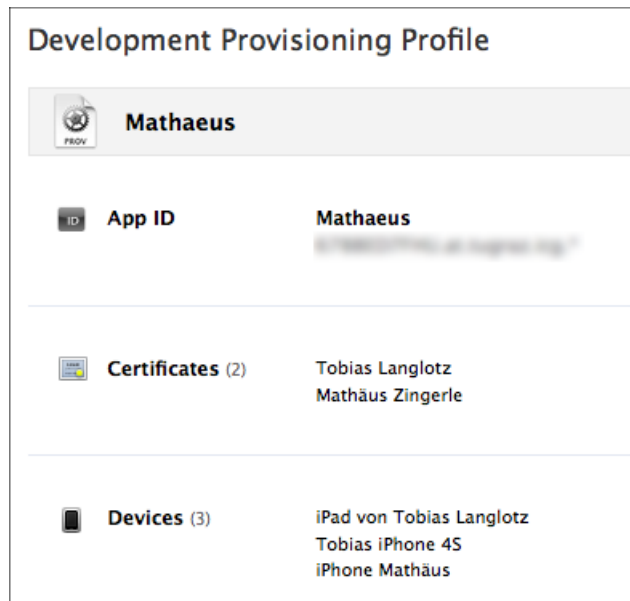 Development Provisioning Profile
PROV
Mathaeus
ID
App ID
Mathaeus
Certificates (2)
Tobias Langlotz
Mathäus Zingerle
Devices (3)
iPad von Tobias Langlotz
Tobias iPhone 4S
iPhone Mathäus